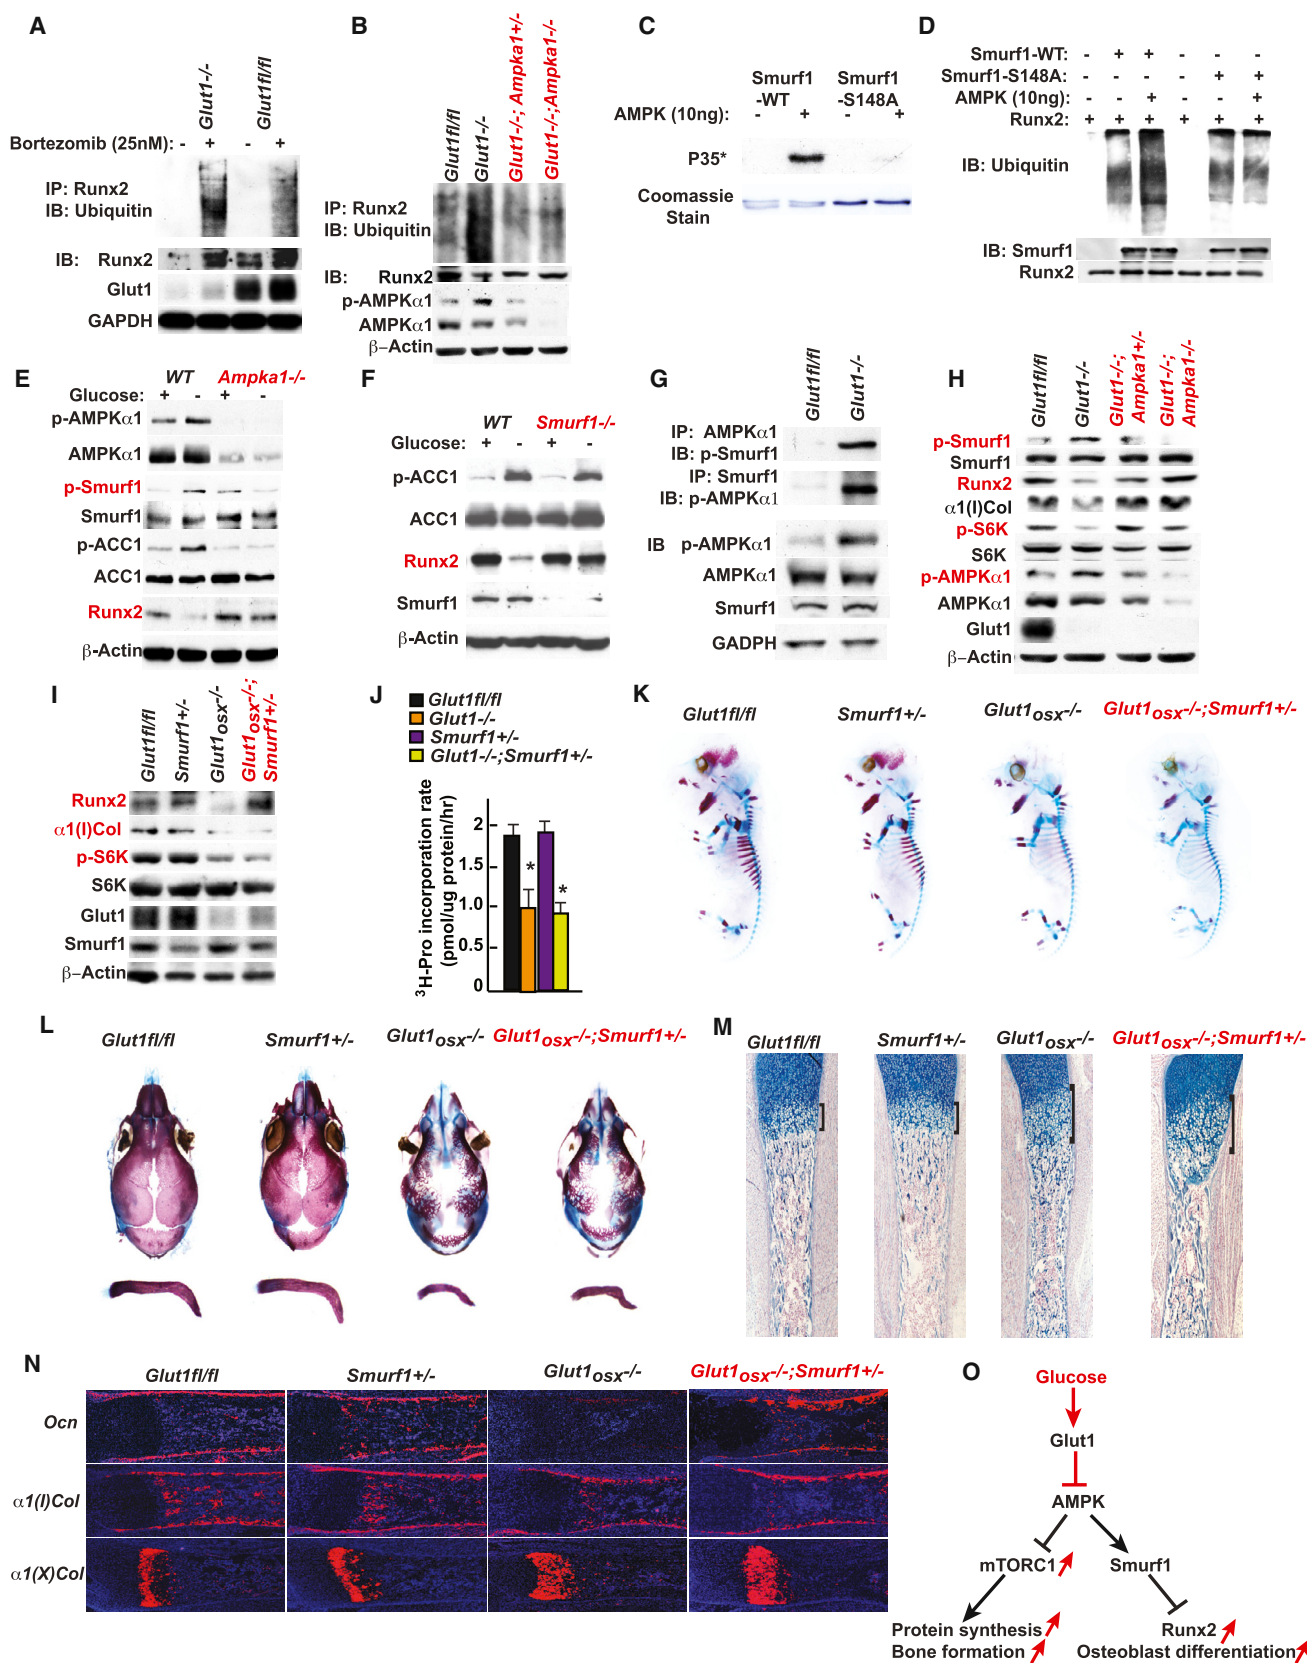 A
Glut1-/-
Glut1fl/fl
Bortezomib (25nM): - + - +
IP: Runx2
IB: Ubiquitin
IB: Runx2
Glut1
GAPDH
B
Glut1fl/fl
Glut1-/-
Glut1-/-; Ampka1+/-
Glut1-/-;Ampka1-/-
IP: Runx2
IB: Ubiquitin
IB: Runx2
p-AMPKα1
AMPKα1
β-Actin
C
Smurf1 -WT
Smurf1 -S148A
AMPK (10ng): - + - +
P35*
Coomassie
Stain
D
Smurf1-WT: - + + - - -
Smurf1-S148A: - - - - + +
AMPK (10ng): - - + - - +
Runx2: + + + + + +
IB: Ubiquitin
IB: Smurf1
Runx2
E
WT Ampka1-/-
Glucose: + - + -
p-AMPKα1
AMPKα1
p-Smurf1
Smurf1
p-ACC1
ACC1
Runx2
β-Actin
F
WT Smurf1-/-
Glucose: + - + -
p-ACC1
ACC1
Runx2
Smurf1
β-Actin
G
Glut1fl/fl
Glut1-/-
IP: AMPKα1
IB: p-Smurf1
IP: Smurf1
IB: p-AMPKα1
IB p-AMPKα1
AMPKα1
Smurf1
GADPH
H
Glut1fl/fl
Glut1-/-
Glut1-/-;
Ampka1+/-
Glut1-/-;
Ampka1-/-
p-Smurf1
Smurf1
Runx2
α1(I)Col
p-S6K
S6K
p-AMPKα1
AMPKα1
Glut1
β-Actin
I
Glut1fl/fl
Smurf1+/-
Glut1osx-/-
Glut1osx-/-;
Smurf1+/-
Runx2
α1(I)Col
p-S6K
S6K
Glut1
Smurf1
β-Actin
J
Glut1fl/fl
Glut1-/-
Smurf1+/-
Glut1-/-;Smurf1+/-
3H-Pro incorporation rate
(pmol/ug protein/hr)
2
1.5
1.0
0.5
0
* *
K
Glut1fl/fl
Smurf1+/-
Glut1osx-/-
Glut1osx-/-;Smurf1+/-
L
Glut1fl/fl
Smurf1+/-
Glut1osx-/-
Glut1osx-/-;Smurf1+/-
M
Glut1fl/fl
Smurf1+/-
Glut1osx-/-
Glut1osx-/-;Smurf1+/-
N
Glut1fl/fl
Smurf1+/-
Glut1osx-/-
Glut1osx-/-;Smurf1+/-
Ocn
α1(I)Col
α1(X)Col
O
Glucose
Glut1
AMPK
mTORC1
Smurf1
Protein synthesis
Bone formation
Runx2
Osteoblast differentiation